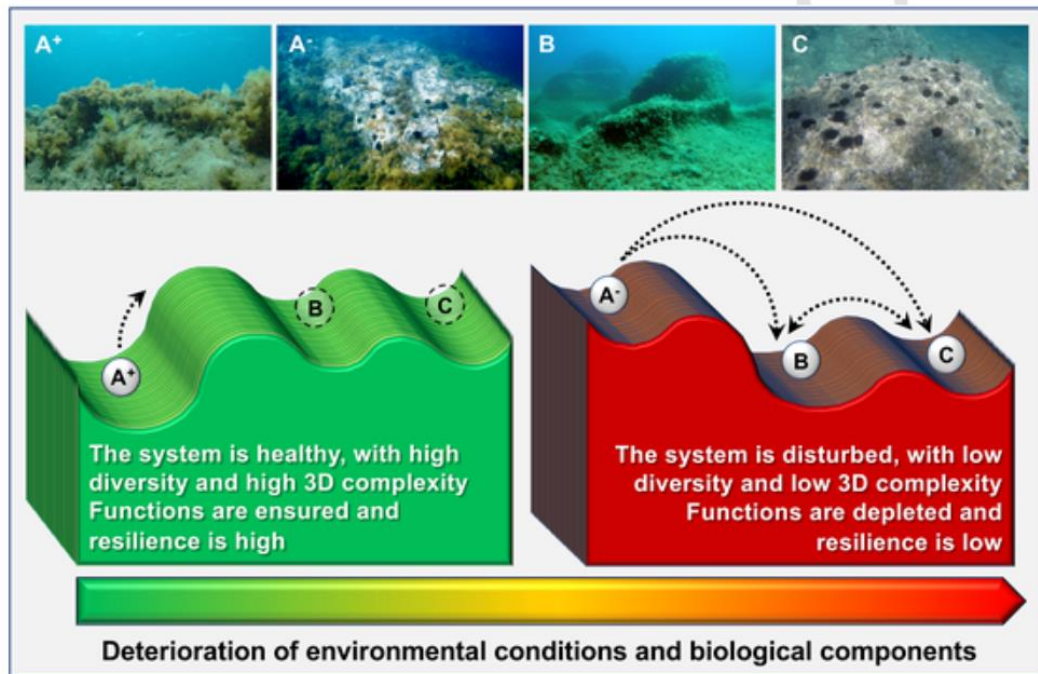 A+
A-
B
C
B
C
A+
A-
B
C
The system is healthy, with high
diversity and high 3D complexity
Functions are ensured and
resilience is high
The system is disturbed, with low
diversity and low 3D complexity
Functions are depleted and
resilience is low
Deterioration of environmental conditions and biological components